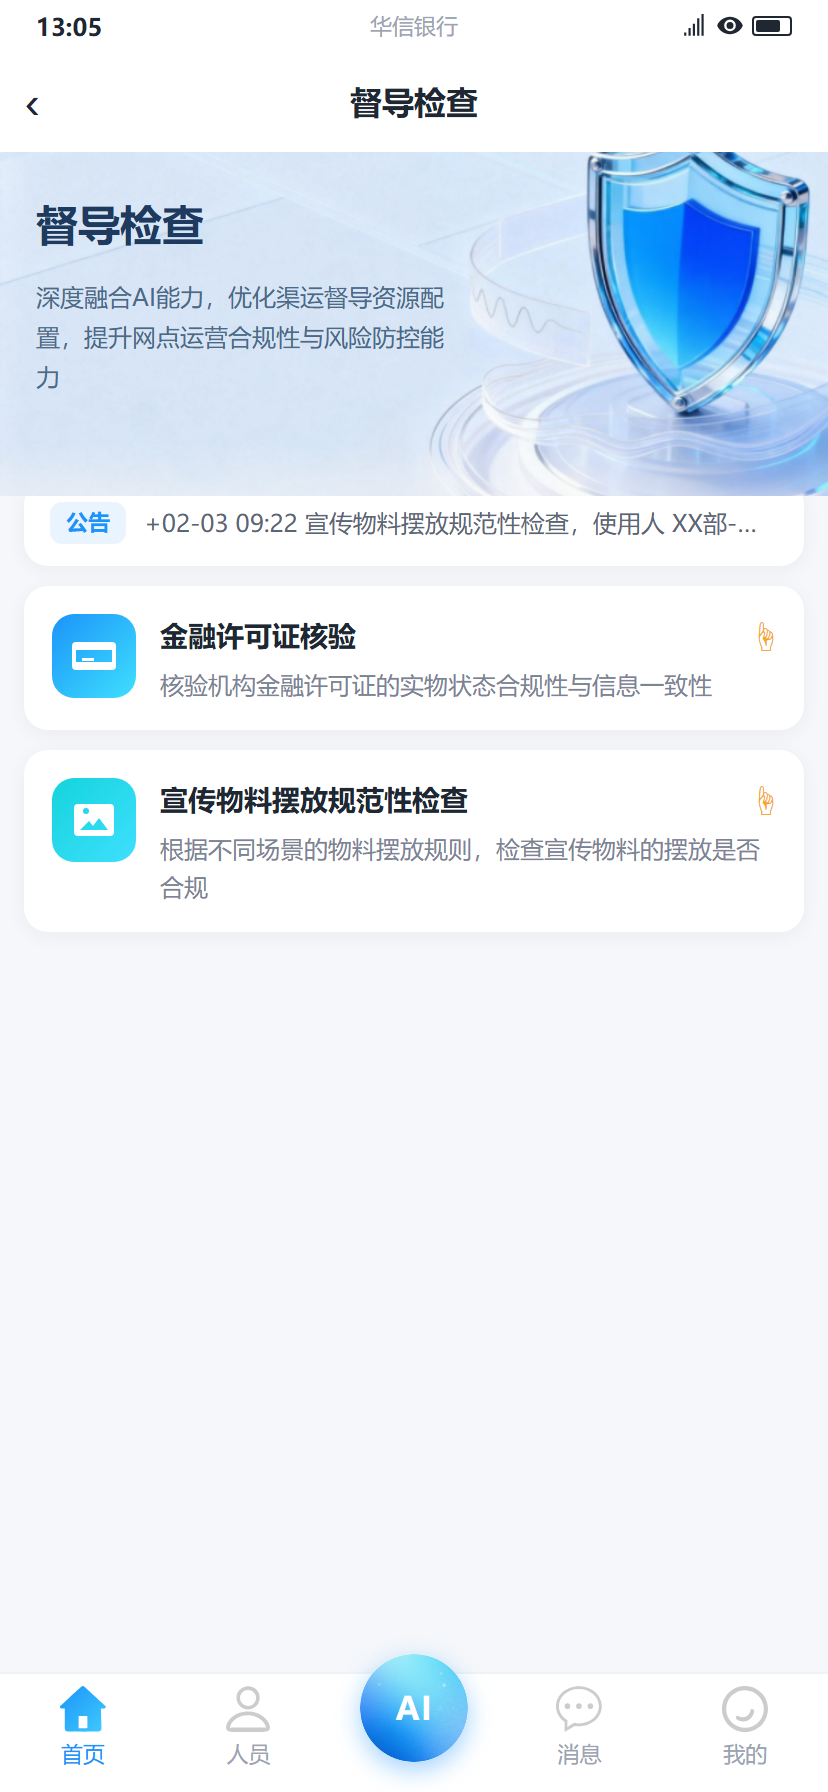 13:05
华信银行
督导检查
督导检查
深度融合AI能力，优化渠运督导资源配
置，提升网点运营合规性与风险防控能
力
公告 +02-03 09:22 宣传物料摆放规范性检查，使用人 XX部-...
金融许可证核验
核验机构金融许可证的实物状态合规性与信息一致性
宣传物料摆放规范性检查
根据不同场景的物料摆放规则，检查宣传物料的摆放是否
合规
AI
首页 人员 消息 我的